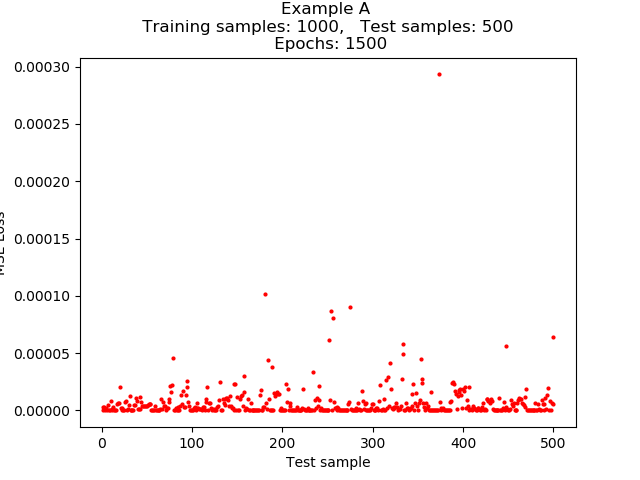 Example A
Training samples: 1000,   Test samples: 500
Epochs: 1500
0.00030
0.00025
0.00020
0.00015
0.00010
0.00005
0.00000
MSE Loss
0
100
200
300
400
500
Test sample